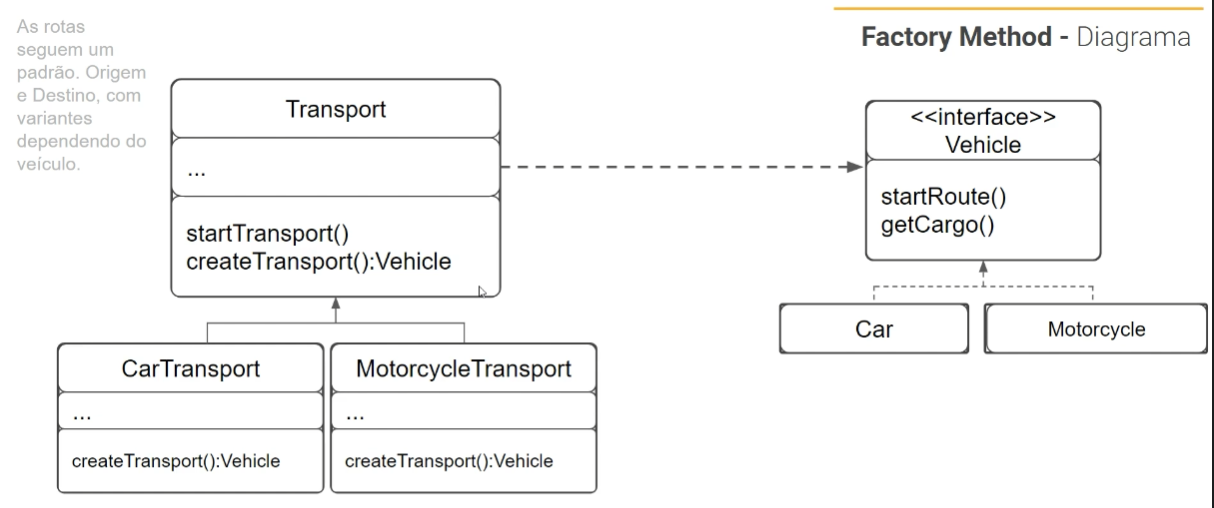 As rotas
seguem um
padrão. Origem
e Destino, com
variantes
dependendo do
veículo.
Factory Method - Diagrama
Transport
...
startTransport()
createTransport():Vehicle
<<interface>>
Vehicle
startRoute()
getCargo()
CarTransport
...
createTransport():Vehicle
MotorcycleTransport
...
createTransport():Vehicle
Car
Motorcycle